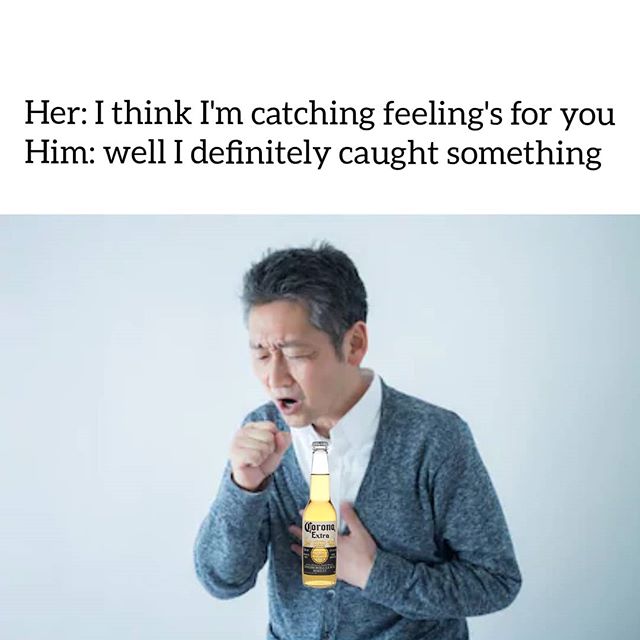 Her: I think I'm catching feeling's for you
Him: well I definitely caught something
Corona
Extra